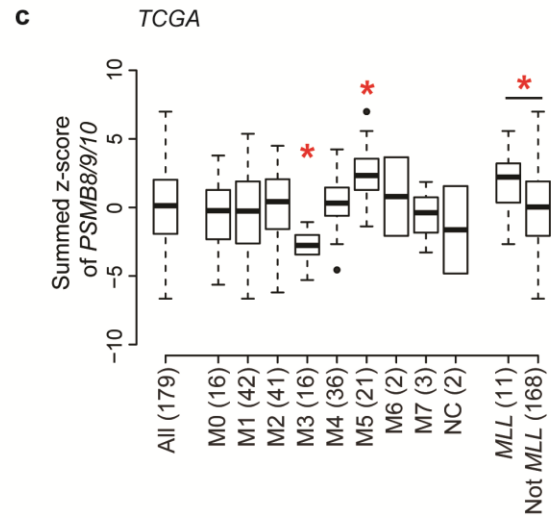 c
TCGA
Summed z-score
of PSMB8/9/10
10
5
0
−5
−10
*
*
*
All (179)
M0 (16)
M1 (42)
M2 (41)
M3 (16)
M4 (36)
M5 (21)
M6 (2)
M7 (3)
NC (2)
MLL (11)
Not MLL (168)